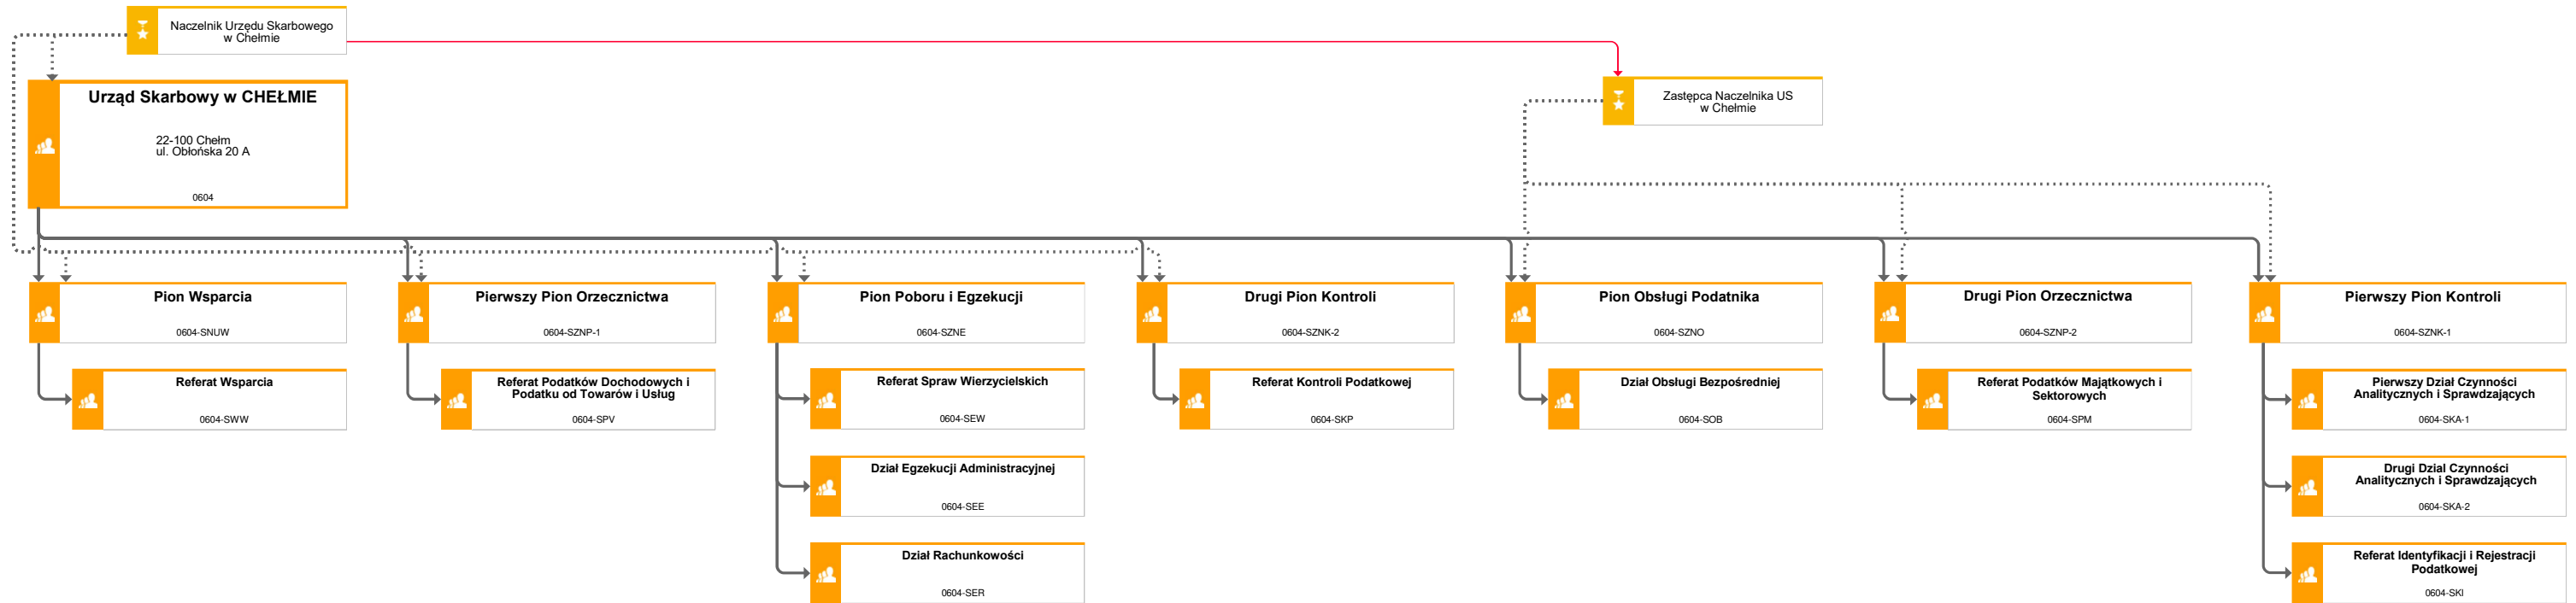 Naczelnik Urzędu Skarbowego
w Chełmie
Zastępca Naczelnika US
w Chełmie
Urząd Skarbowy w CHEŁMIE
22-100 Chełm
ul. Obłońska 20 A
0604
Pion Wsparcia
0604-SNUW
Pierwszy Pion Orzecznictwa
0604-SZNP-1
Pion Poboru i Egzekucji
0604-SZNE
Drugi Pion Kontroli
0604-SZNK-2
Pion Obsługi Podatnika
0604-SZNO
Drugi Pion Orzecznictwa
0604-SZNP-2
Pierwszy Pion Kontroli
0604-SZNK-1
Referat Wsparcia
0604-SWW
Referat Podatków Dochodowych i
Podatku od Towarów i Usług
0604-SPV
Referat Spraw Wierzycielskich
0604-SEW
Dział Egzekucji Administracyjnej
0604-SEE
Dział Rachunkowości
0604-SER
Referat Kontroli Podatkowej
0604-SKP
Dział Obsługi Bezpośredniej
0604-SOB
Referat Podatków Majątkowych i
Sektorowych
0604-SPM
Pierwszy Dział Czynności
Analitycznych i Sprawdzających
0604-SKA-1
Drugi Dzial Czynności
Analitycznych i Sprawdzających
0604-SKA-2
Referat Identyfikacji i Rejestracji
Podatkowej
0604-SKI